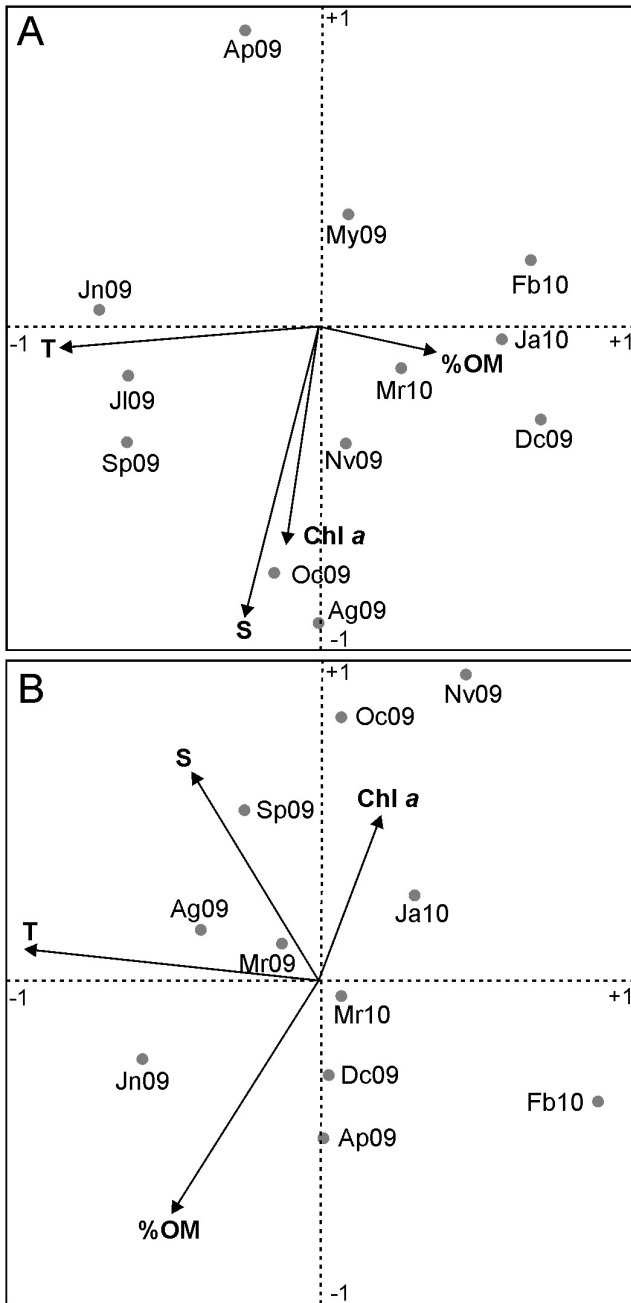 A
+1
Ap09
My09
Fb10
Jn09
-1
T
Ja10
+1
%OM
Mr10
Jl09
Dc09
Sp09
Nv09
Chl a
Oc09
Ag09
S
-1
B
+1
Nv09
Oc09
S
Chl a
Sp09
Ag09
Ja10
T
Mr09
-1
+1
Mr10
Jn09
Dc09
Fb10
Ap09
%OM
-1